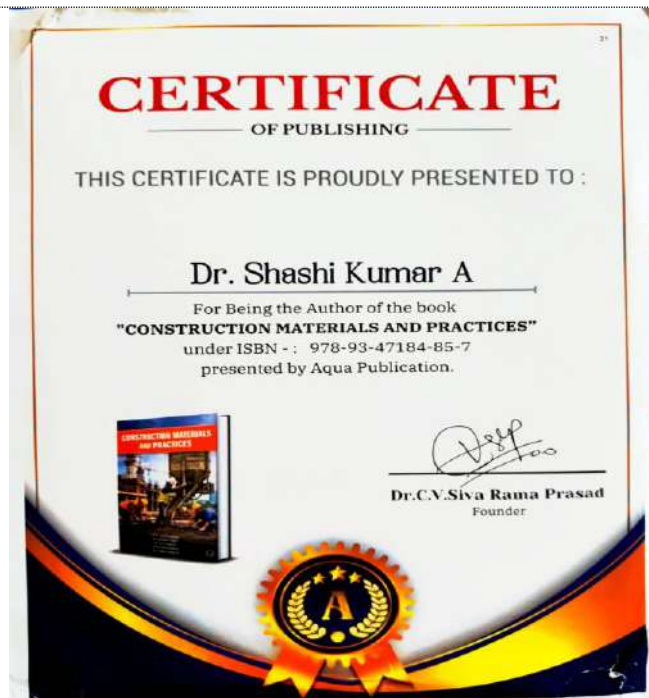 CERTIFICATE
OF PUBLISHING
THIS CERTIFICATE IS PROUDLY PRESENTED TO :
Dr. Shashi Kumar A
For Being the Author of the book
"CONSTRUCTION MATERIALS AND PRACTICES"
under ISBN - : 978-93-47184-85-7
presented by Aqua Publication.
CONSTRUCTION MATERIALS
AND PRACTICES
Dr.C.V.Siva Rama Prasad
Founder
A